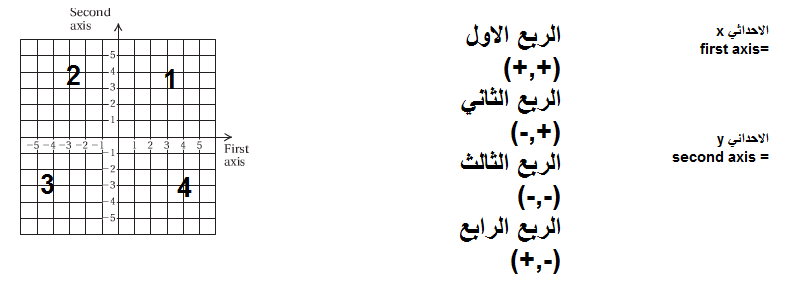 Second
axis
5
4
3
2
1
2
1
−5 −4 −3 −2 −1 1 2 3 4 5
First
axis
−1
−2
−3
−4
−5
3
4
الربع الاول
(+,+)
الربع الثاني
(-,+)
الربع الثالث
(-,-)
الربع الرابع
(+,-)
الاحداثي x
first axis=
الاحداثي y
second axis =